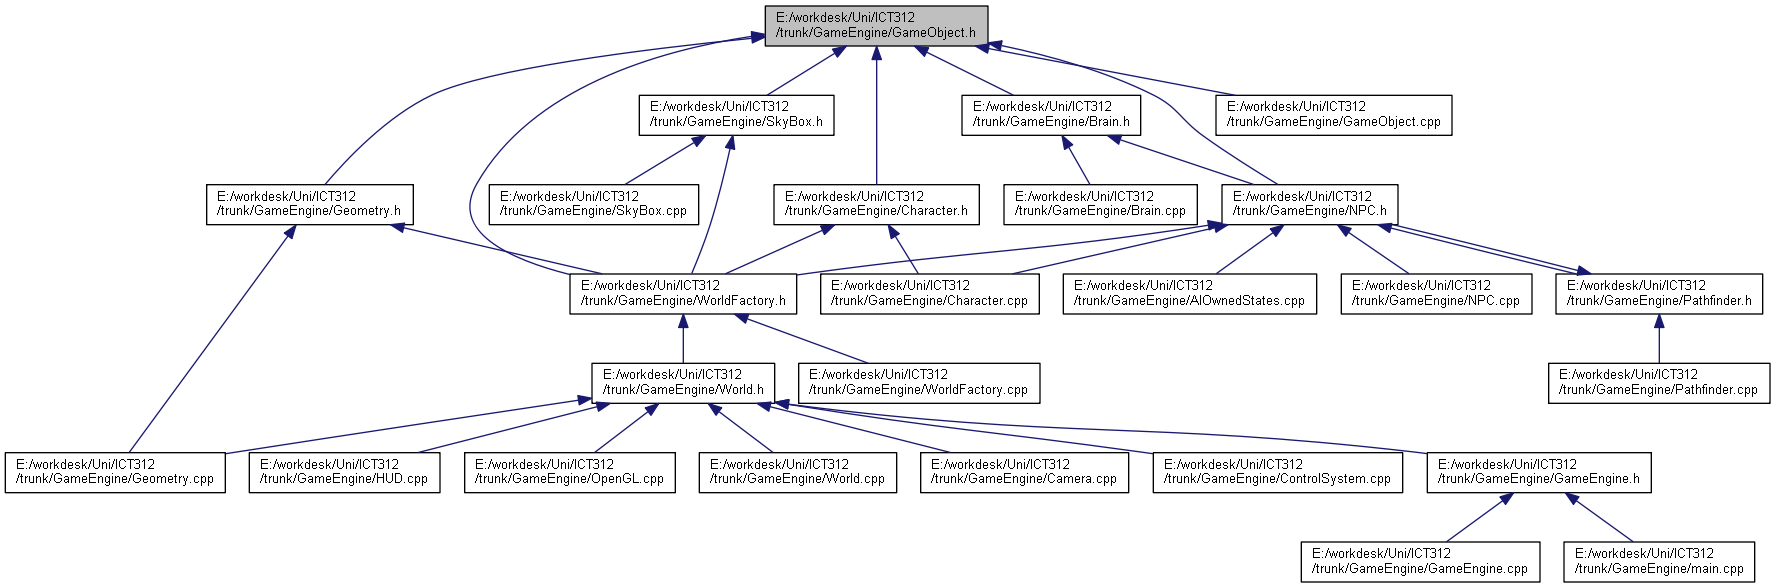 E:/workdesk/Uni/ICT312
/trunk/GameEngine/GameObject.h
E:/workdesk/Uni/ICT312
/trunk/GameEngine/SkyBox.h
E:/workdesk/Uni/ICT312
/trunk/GameEngine/Brain.h
E:/workdesk/Uni/ICT312
/trunk/GameEngine/GameObject.cpp
E:/workdesk/Uni/ICT312
/trunk/GameEngine/Geometry.h
E:/workdesk/Uni/ICT312
/trunk/GameEngine/SkyBox.cpp
E:/workdesk/Uni/ICT312
/trunk/GameEngine/Character.h
E:/workdesk/Uni/ICT312
/trunk/GameEngine/Brain.cpp
E:/workdesk/Uni/ICT312
/trunk/GameEngine/NPC.h
E:/workdesk/Uni/ICT312
/trunk/GameEngine/WorldFactory.h
E:/workdesk/Uni/ICT312
/trunk/GameEngine/Character.cpp
E:/workdesk/Uni/ICT312
/trunk/GameEngine/AIOwnedStates.cpp
E:/workdesk/Uni/ICT312
/trunk/GameEngine/NPC.cpp
E:/workdesk/Uni/ICT312
/trunk/GameEngine/Pathfinder.h
E:/workdesk/Uni/ICT312
/trunk/GameEngine/World.h
E:/workdesk/Uni/ICT312
/trunk/GameEngine/WorldFactory.cpp
E:/workdesk/Uni/ICT312
/trunk/GameEngine/Pathfinder.cpp
E:/workdesk/Uni/ICT312
/trunk/GameEngine/Geometry.cpp
E:/workdesk/Uni/ICT312
/trunk/GameEngine/HUD.cpp
E:/workdesk/Uni/ICT312
/trunk/GameEngine/OpenGL.cpp
E:/workdesk/Uni/ICT312
/trunk/GameEngine/World.cpp
E:/workdesk/Uni/ICT312
/trunk/GameEngine/Camera.cpp
E:/workdesk/Uni/ICT312
/trunk/GameEngine/ControlSystem.cpp
E:/workdesk/Uni/ICT312
/trunk/GameEngine/GameEngine.h
E:/workdesk/Uni/ICT312
/trunk/GameEngine/GameEngine.cpp
E:/workdesk/Uni/ICT312
/trunk/GameEngine/main.cpp